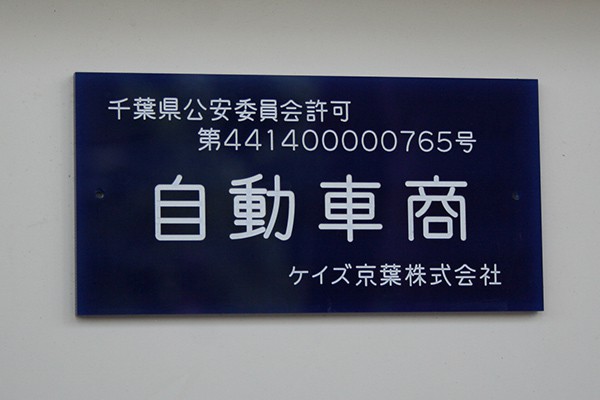 千葉県公安委員会許可
第441400000765号
自動車商
ケイズ京葉株式会社